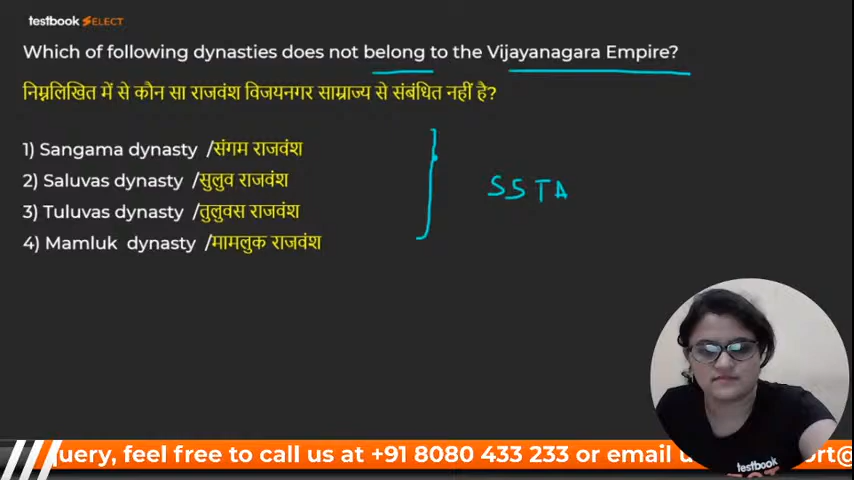 testbook SELECT
Which of following dynasties does not belong to the Vijayanagara Empire?
निम्नलिखित में से कौन सा राजवंश विजयनगर साम्राज्य से संबंधित नहीं है?
1) Sangama dynasty /संगम राजवंश
2) Saluvas dynasty /सुलुव राजवंश
3) Tuluvas dynasty /तुलुवस राजवंश
4) Mamluk dynasty /मामलुक राजवंश
SSTA
testbook
query, feel free to call us at +91 8080 433 233 or email